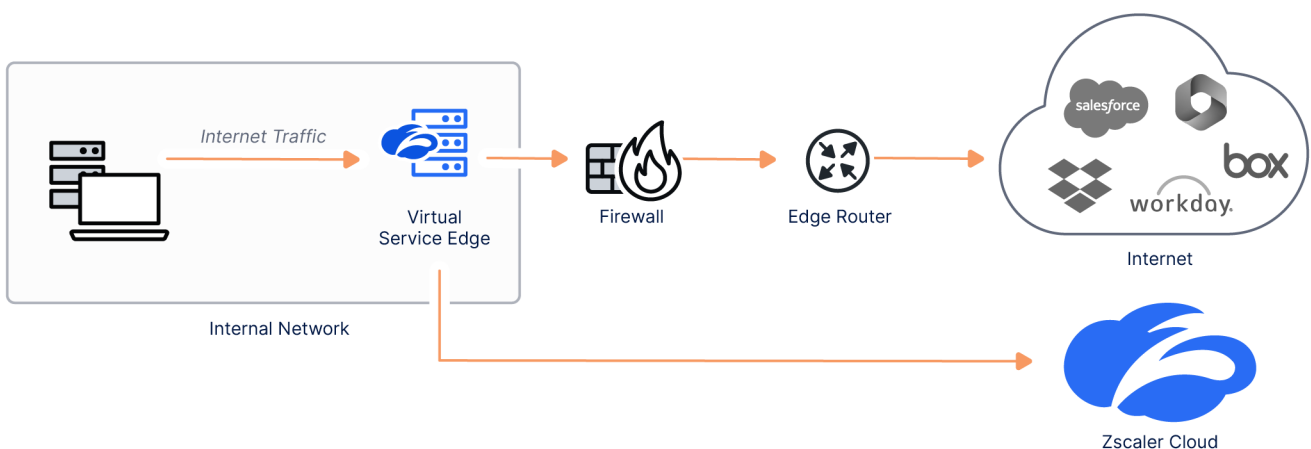 salesforce
box
workday.
Internet Traffic
Virtual
Service Edge
Firewall
Edge Router
Internet
Internal Network
Zscaler Cloud